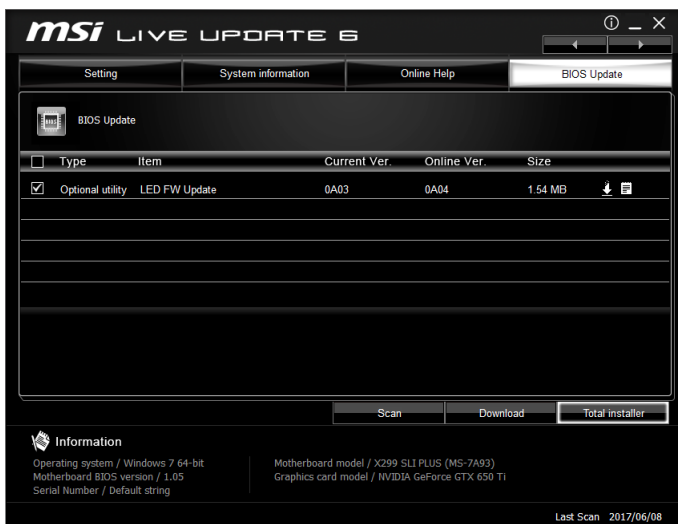 msi LIVE UPDATE 6
Setting System information Online Help BIOS Update
BIOS BIOS Update
Type Item Current Ver. Online Ver. Size
Optional utility LED FW Update 0A03 0A04 1.54 MB
Scan Download Total installer
Information
Operating system / Windows 7 64-bit Motherboard model / X299 SLI PLUS (MS-7A93)
Motherboard BIOS version / 1.05 Graphics card model / NVIDIA GeForce GTX 650 Ti
Serial Number / Default string
Last Scan 2017/06/08